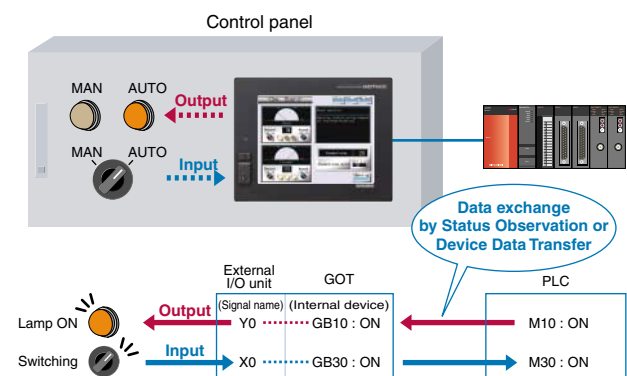 Control panel
MAN AUTO
Output
MAN AUTO
Input
Data exchange
by Status Observation or
Device Data Transfer
External
I/O unit
GOT
PLC
(Signal name) (Internal device)
Lamp ON
Output
Y0
GB10 : ON
M10 : ON
Switching
Input
X0
GB30 : ON
M30 : ON